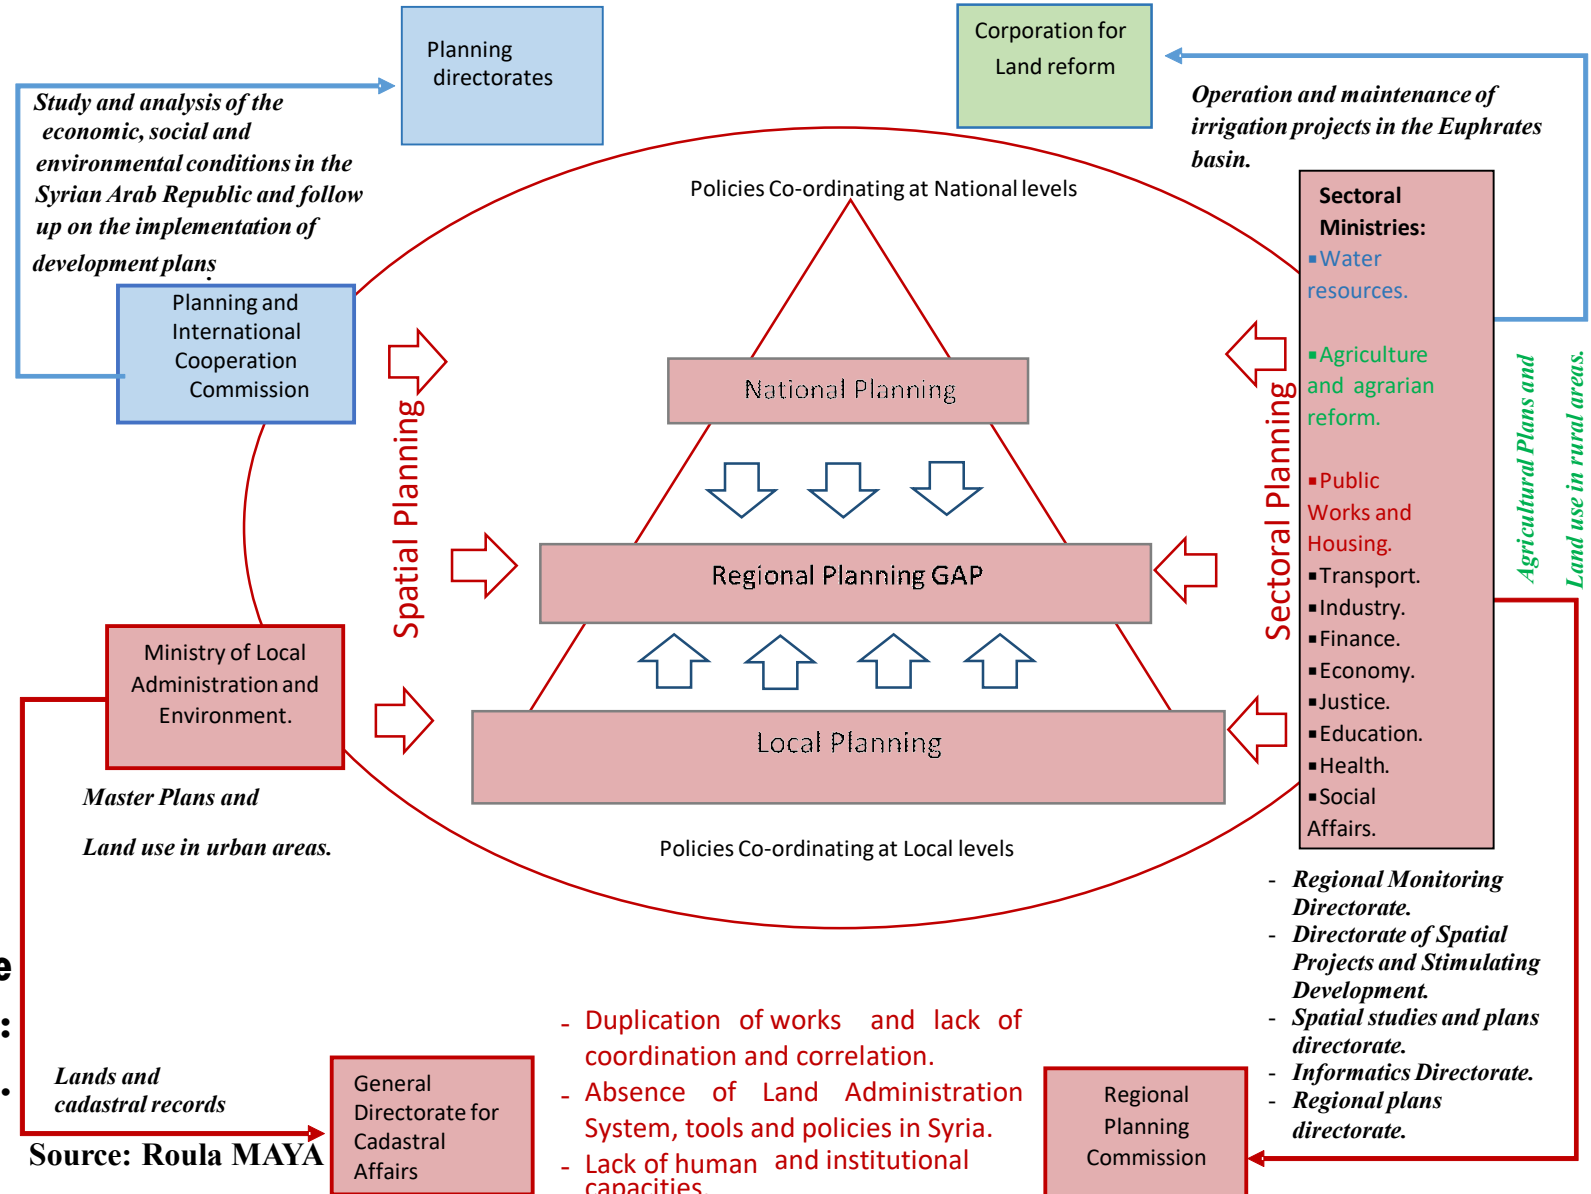 Planning
directorates
Corporation for
Land reform
Study and analysis of the
economic, social and
environmental conditions in the
Syrian Arab Republic and follow
up on the implementation of
development plans
.
Operation and maintenance of
irrigation projects in the Euphrates
basin.
Policies Co-ordinating at National levels
Planning and
International
Cooperation
Commission
Sectoral
Ministries:
▪Water
resources.
▪Agriculture
and agrarian
reform.
▪Public
Works and
Housing.
▪Transport.
▪Industry.
▪Finance.
▪Economy.
▪Justice.
▪Education.
▪Health.
▪Social
Affairs.
Agricultural Plans and
Land use in rural areas.
Spatial Planning
Sectoral Planning
National Planning
Regional Planning GAP
Local Planning
Ministry of Local
Administration and
Environment.
Master Plans and
Land use in urban areas.
Policies Co-ordinating at Local levels
- Regional Monitoring
Directorate.
- Directorate of Spatial
Projects and Stimulating
Development.
- Spatial studies and plans
directorate.
- Informatics Directorate.
- Regional plans
directorate.
e
:
.
Lands and
cadastral records
Source: Roula MAYA
General
Directorate for
Cadastral
Affairs
- Duplication of works and lack of
coordination and correlation.
- Absence of Land Administration
System, tools and policies in Syria.
- Lack of human and institutional
capacities.
Regional
Planning
Commission